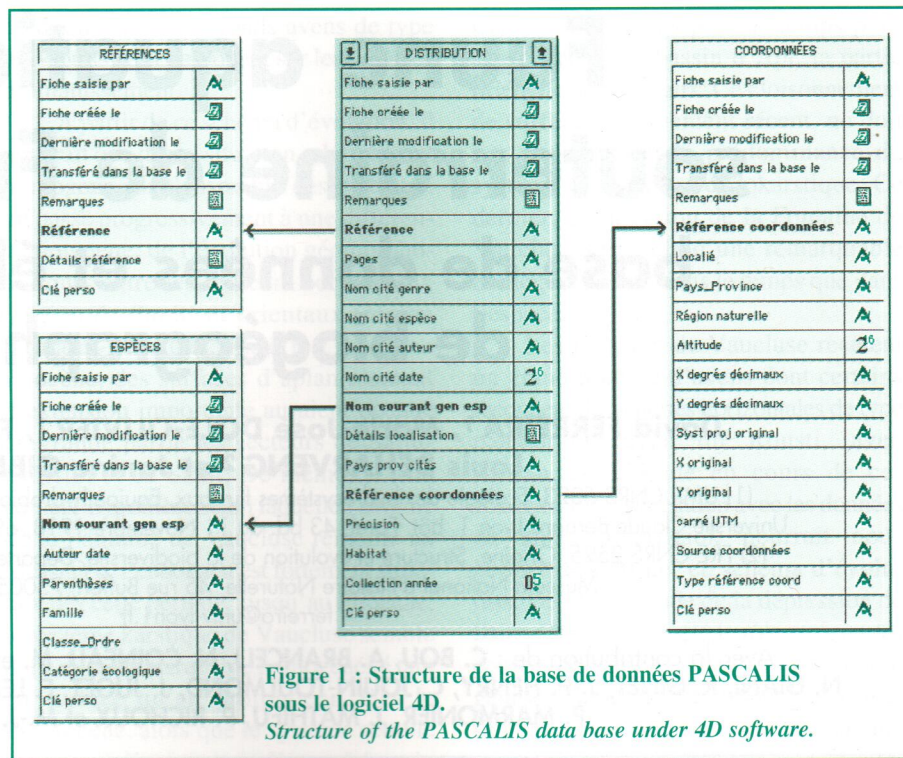 RÉFÉRENCES
Fiche saisie par
Fiche créée le
Dernière modification le
Transféré dans la base le
Remarques
Référence
Détails référence
Clé perso
ESPÈCES
Fiche saisie par
Fiche créée le
Dernière modification le
Transféré dans la base le
Remarques
Nom courant gen esp
Auteur date
Parenthèses
Famille
Classe_Ordre
Catégorie écologique
Clé perso
DISTRIBUTION
Fiche saisie par
Fiche créée le
Dernière modification le
Transféré dans la base le
Remarques
Référence
Pages
Nom cité genre
Nom cité espèce
Nom cité auteur
Nom cité date
Nom courant gen esp
Détails localisation
Pays prov cités
Référence coordonnées
Précision
Habitat
Collection année
Clé perso
COORDONNÉES
Fiche saisie par
Fiche créée le
Dernière modification le
Transféré dans la base le
Remarques
Référence coordonnées
Localié
Pays_Province
Région naturelle
Altitude
X degrés décimaux
Y degrés décimaux
Syst proj original
X original
Y original
carré UTM
Source coordonnées
Type référence coord
Clé perso
Figure 1 : Structure de la base de données PASCALIS
sous le logiciel 4D.
Structure of the PASCALIS data base under 4D software.